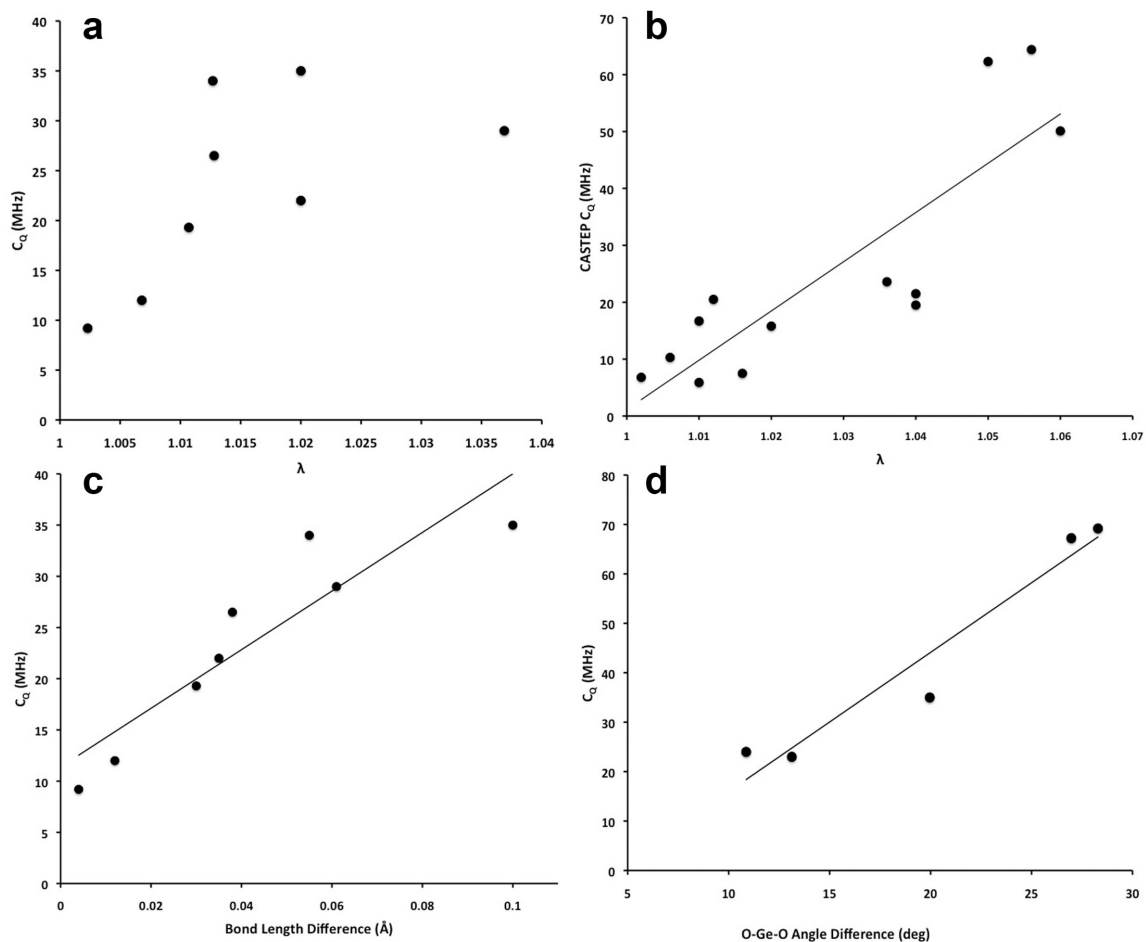 a
40
35
30
25
20
15
10
5
0
C_Q (MHz)
1 1.005 1.01 1.015 1.02 1.025 1.03 1.035 1.04
λ
b
70
60
50
40
30
20
10
0
CASTEP C_Q (MHz)
1 1.01 1.02 1.03 1.04 1.05 1.06 1.07
λ
c
40
35
30
25
20
15
10
5
0
C_Q (MHz)
0 0.02 0.04 0.06 0.08 0.1
Bond Length Difference (Å)
d
80
70
60
50
40
30
20
10
0
C_Q (MHz)
5 10 15 20 25 30
O-Ge-O Angle Difference (deg)